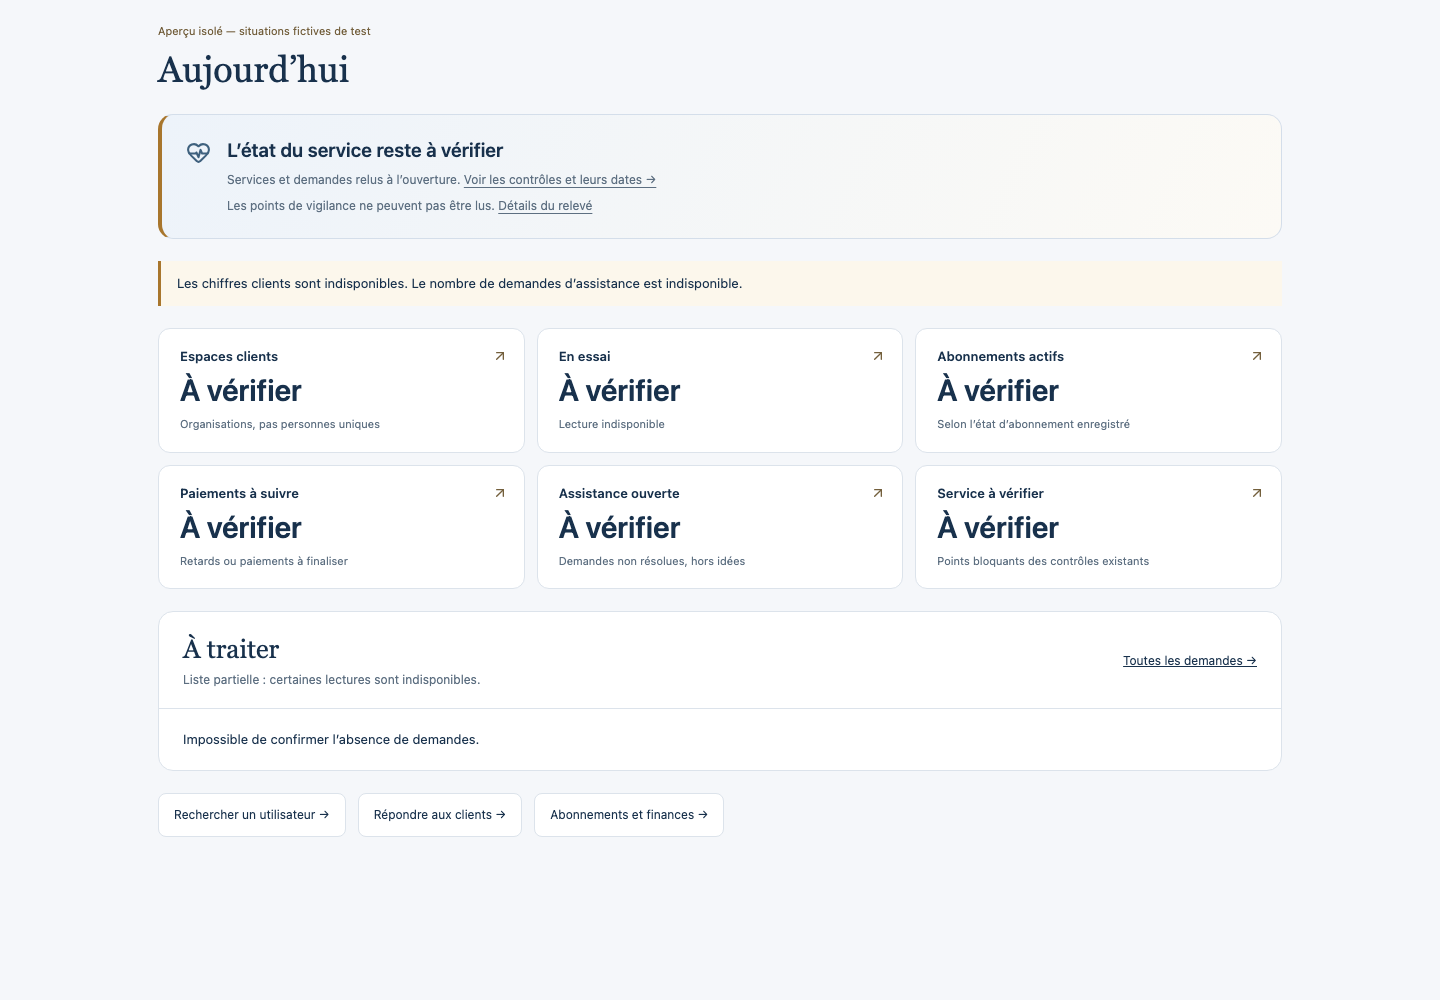 Aperçu isolé — situations fictives de test
Aujourd’hui
L’état du service reste à vérifier
Services et demandes relus à l’ouverture. Voir les contrôles et leurs dates →
Les points de vigilance ne peuvent pas être lus. Détails du relevé
Les chiffres clients sont indisponibles. Le nombre de demandes d’assistance est indisponible.
Espaces clients
À vérifier
Organisations, pas personnes uniques
En essai
À vérifier
Lecture indisponible
Abonnements actifs
À vérifier
Selon l’état d’abonnement enregistré
Paiements à suivre
À vérifier
Retards ou paiements à finaliser
Assistance ouverte
À vérifier
Demandes non résolues, hors idées
Service à vérifier
À vérifier
Points bloquants des contrôles existants
À traiter
Liste partielle : certaines lectures sont indisponibles.
Toutes les demandes →
Impossible de confirmer l’absence de demandes.
Rechercher un utilisateur →
Répondre aux clients →
Abonnements et finances →